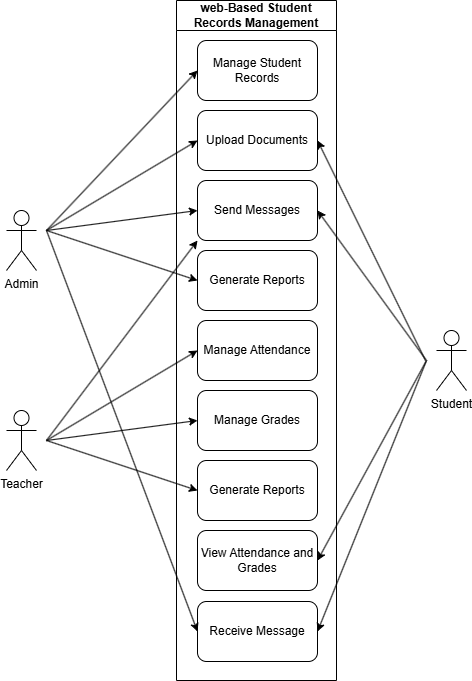 web-Based Student
Records Management
Manage Student
Records
Upload Documents
Send Messages
Admin
Generate Reports
Manage Attendance
Student
Manage Grades
Teacher
Generate Reports
View Attendance and
Grades
Receive Message